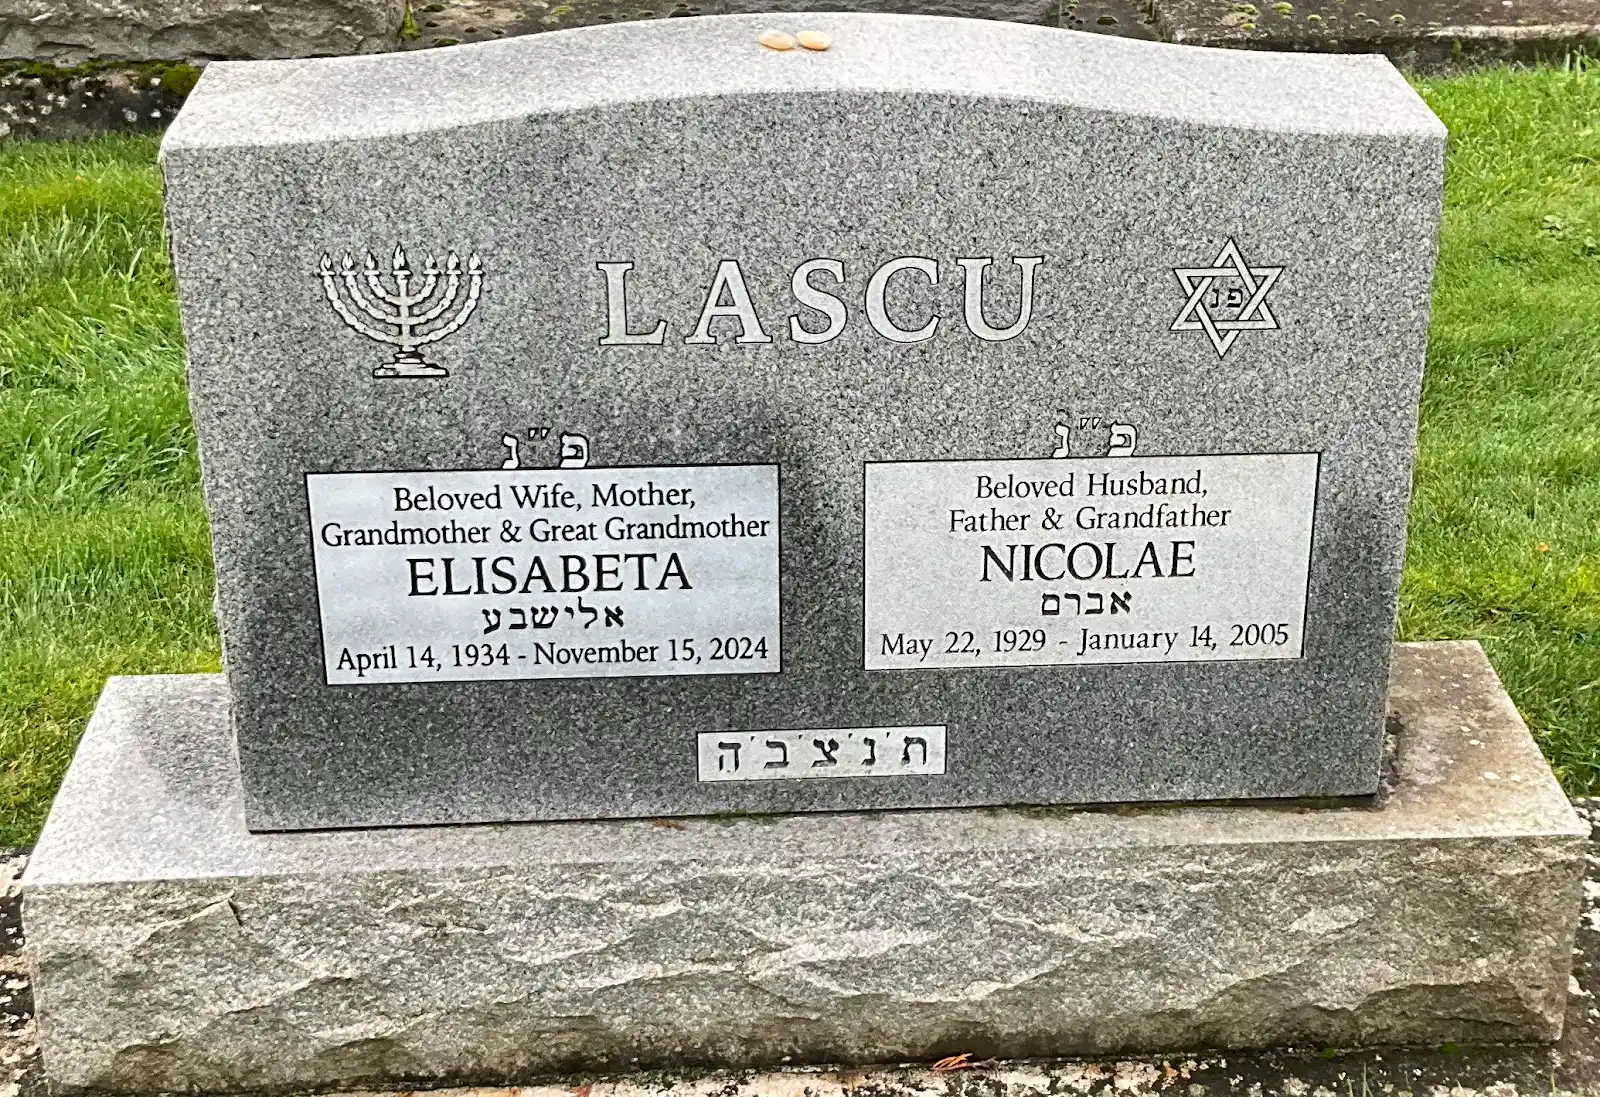 LASCU
פ נ
פ"נ
Beloved Wife, Mother,
Grandmother & Great Grandmother
ELISABETA
אלישבע
April 14, 1934 - November 15, 2024
פ"נ
Beloved Husband,
Father & Grandfather
NICOLAE
אברם
May 22, 1929 - January 14, 2005
ת'נ'צ'ב'ה